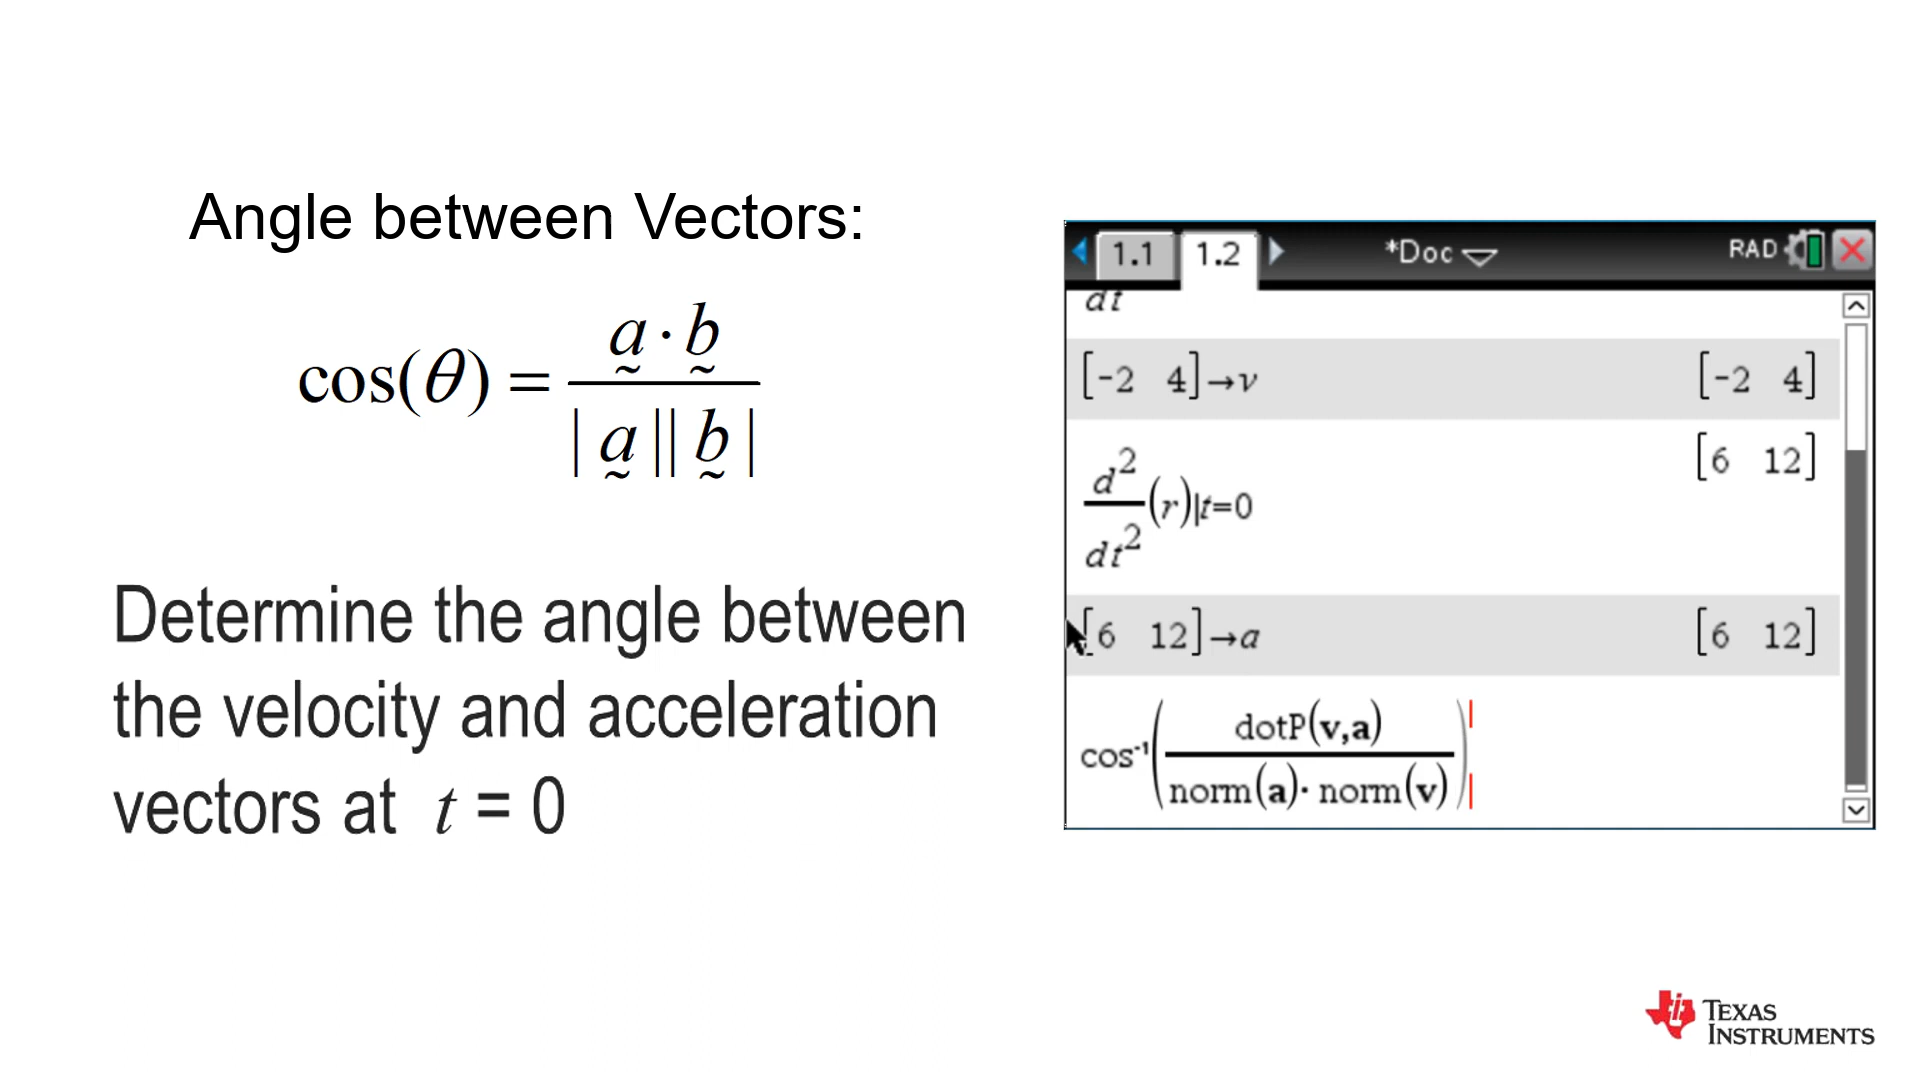 Angle between Vectors:
cos(θ) = a · b / | a || b |
Determine the angle between
the velocity and acceleration
vectors at t = 0
1.1 1.2 *Doc RAD
dt
[-2 4]→v [-2 4]
d²/dt² (r)|t=0 [6 12]
[6 12]→a [6 12]
cos⁻¹(dotP(v,a) / norm(a)· norm(v))
TEXAS
INSTRUMENTS